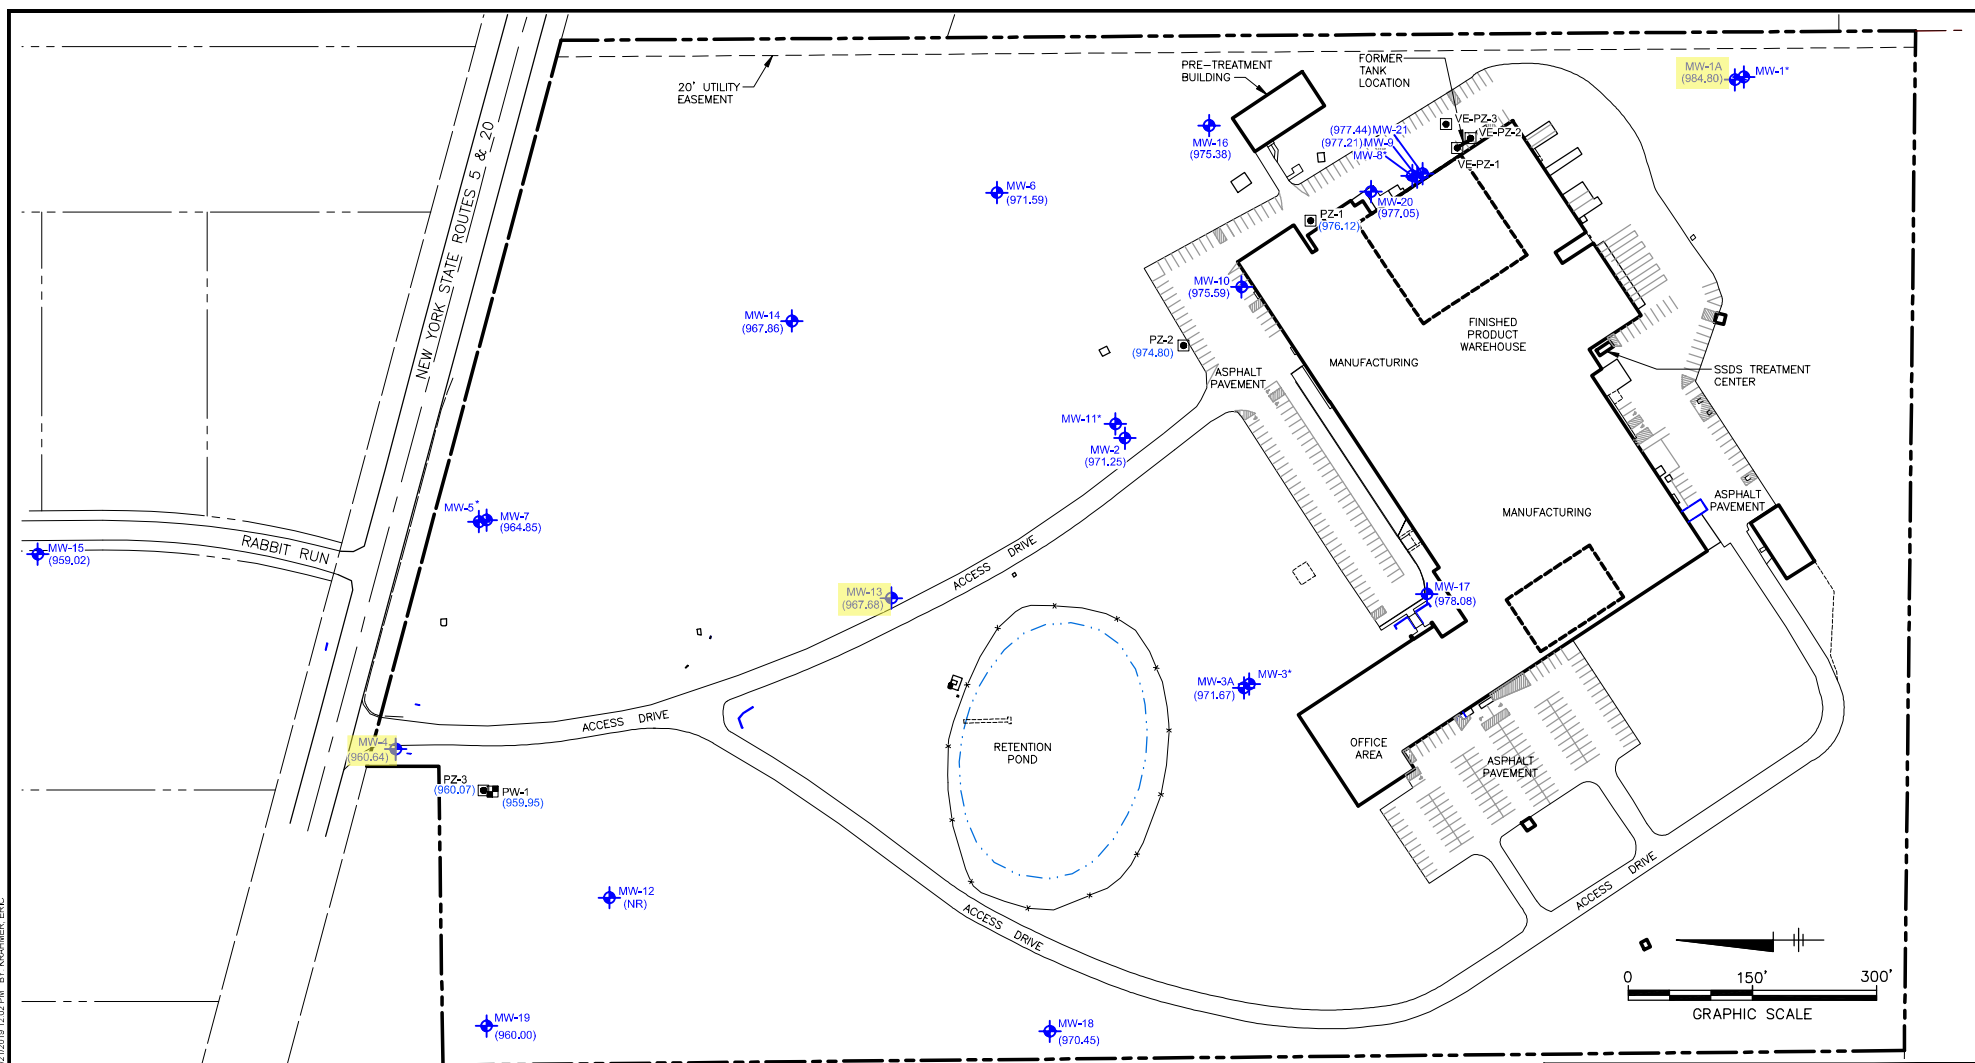 20' UTILITY
EASEMENT
PRE-TREATMENT
BUILDING
FORMER
TANK
LOCATION
MW-1A
(984.80)
MW-1*
MW-16
(975.38)
(977.44) MW-21
(977.21) MW-9
MW-8*
VE-PZ-3
VE-PZ-2
VE-PZ-1
MW-20
(977.05)
MW-6
(971.59)
PZ-1
(976.12)
NEW YORK STATE ROUTES 5 & 20
MW-10
(975.59)
MW-14
(967.86)
PZ-2
(974.80)
FINISHED
PRODUCT
WAREHOUSE
MANUFACTURING
ASPHALT
PAVEMENT
SSDS TREATMENT
CENTER
MW-11*
MW-2
(971.25)
MW-5*
MW-7
(964.85)
MANUFACTURING
ASPHALT
PAVEMENT
RABBIT RUN
MW-15
(959.02)
ACCESS DRIVE
MW-13
(967.68)
MW-17
(978.08)
MW-3A
(971.67)
MW-3*
ACCESS DRIVE
MW-4
(960.64)
RETENTION
POND
OFFICE
AREA
ASPHALT
PAVEMENT
PZ-3
(960.07)
PW-1
(959.95)
MW-12
(NR)
ACCESS DRIVE
ACCESS DRIVE
MW-19
(960.00)
MW-18
(970.45)
0 150' 300'
GRAPHIC SCALE